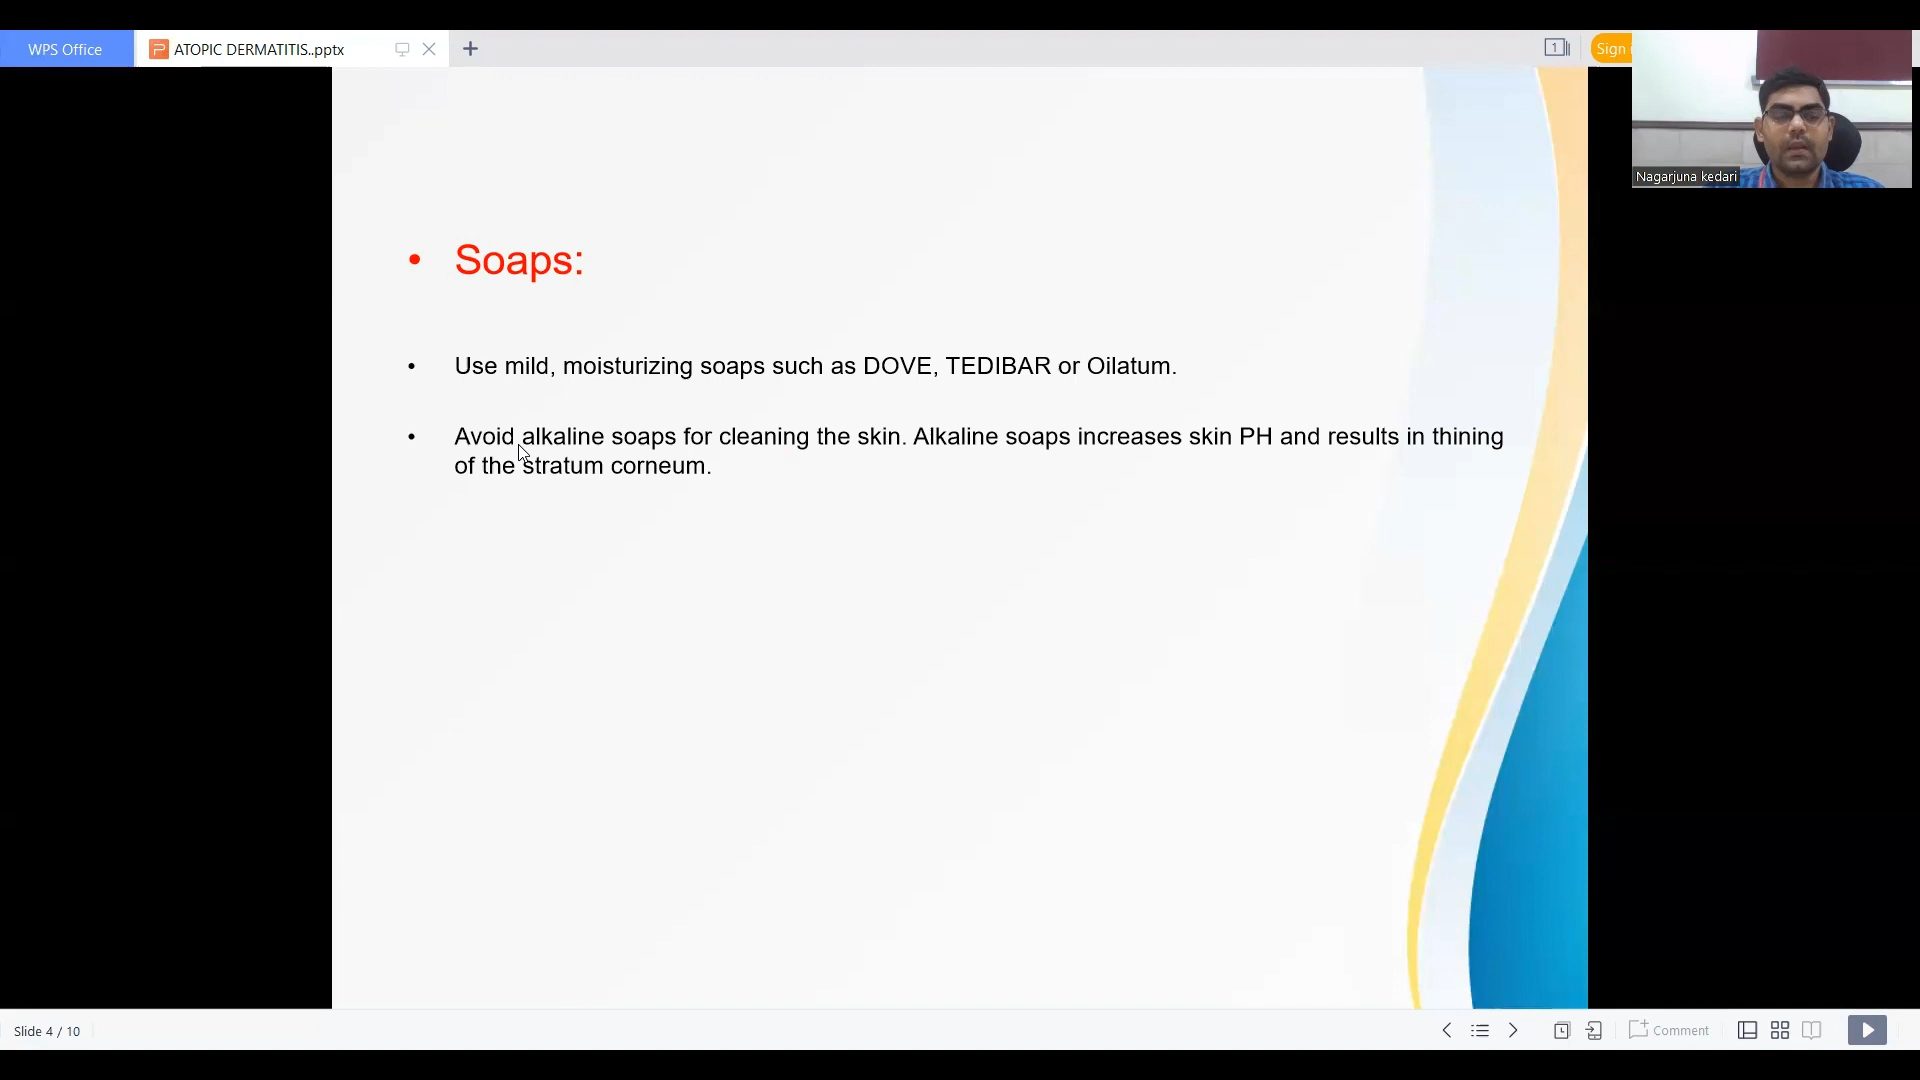 WPS Office
ATOPIC DERMATITIS..pptx
1
Sign
Nagarjuna kedari
• Soaps:
• Use mild, moisturizing soaps such as DOVE, TEDIBAR or Oilatum.
• Avoid alkaline soaps for cleaning the skin. Alkaline soaps increases skin PH and results in thining
of the stratum corneum.
Slide 4 / 10
Comment